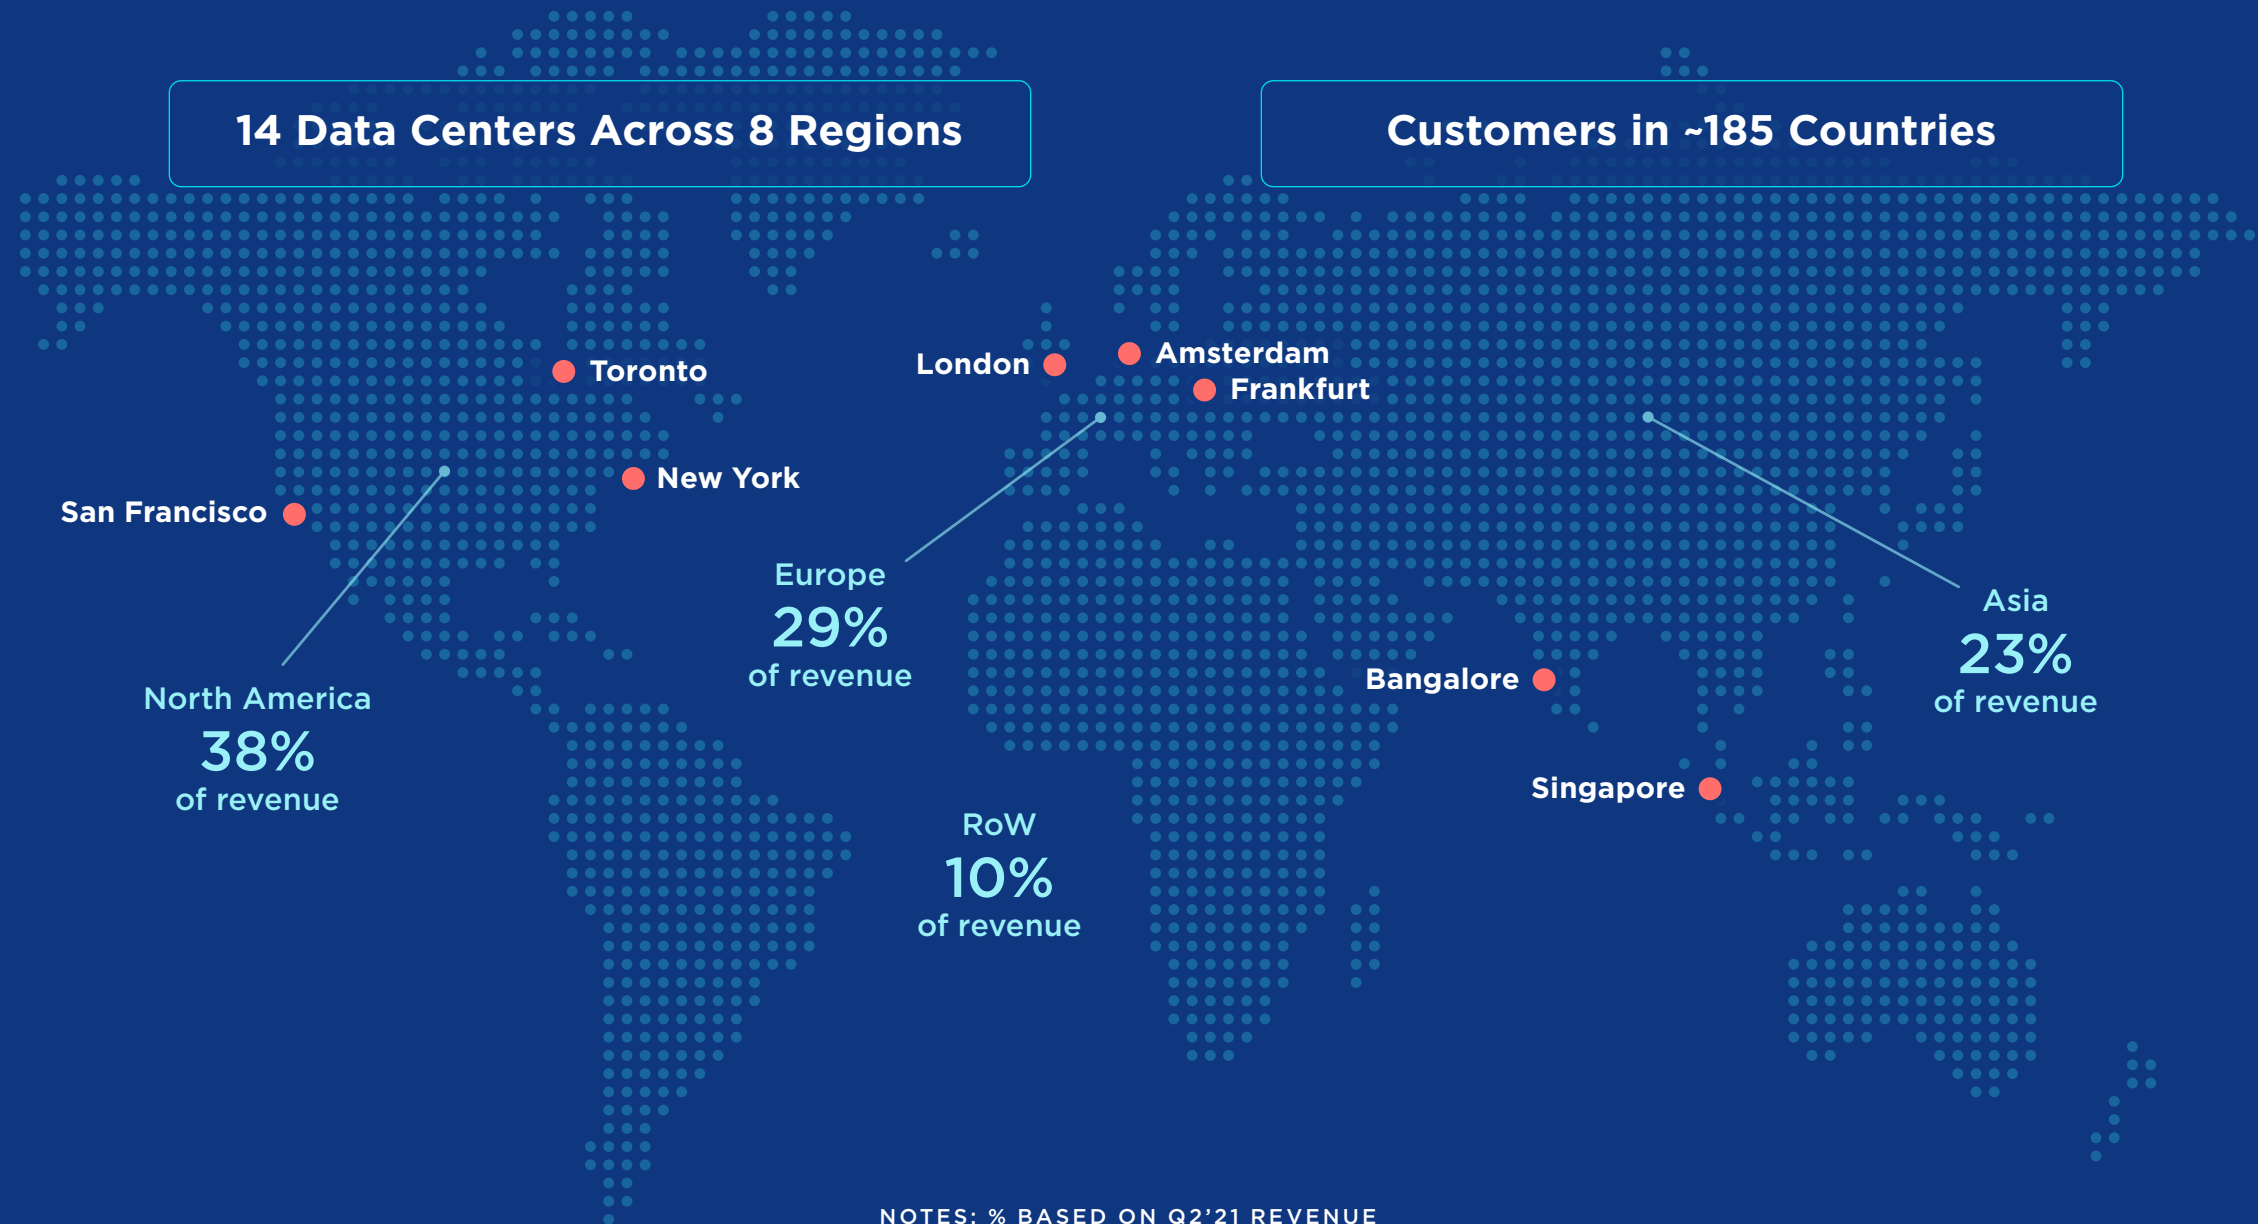 14 Data Centers Across 8 Regions
Customers in ~185 Countries
Toronto
London
Amsterdam
Frankfurt
New York
San Francisco
Europe
29%
of revenue
Asia
23%
of revenue
North America
38%
of revenue
Bangalore
Singapore
RoW
10%
of revenue
NOTES: % BASED ON Q2'21 REVENUE